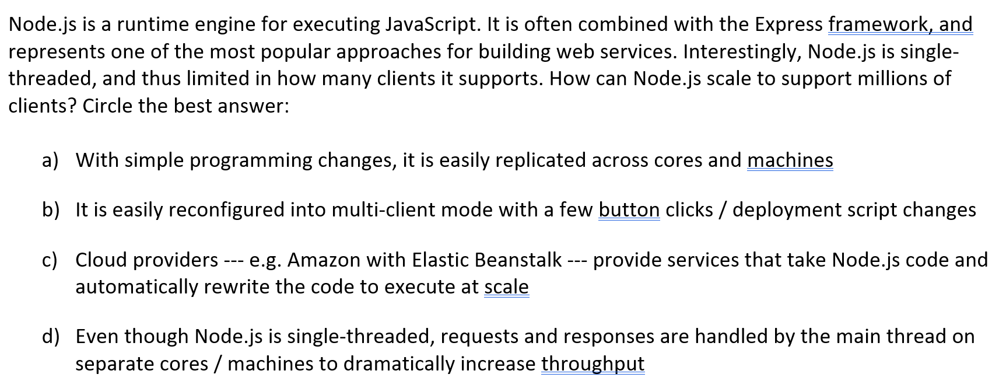 Node.js is a runtime engine for executing JavaScript. It is often combined with the Express framework, and
represents one of the most popular approaches for building web services. Interestingly, Node.js is single-
threaded, and thus limited in how many clients it supports. How can Node.js scale to support millions of
clients? Circle the best answer:
a) With simple programming changes, it is easily replicated across cores and machines
b) It is easily reconfigured into multi-client mode with a few button clicks / deployment script changes
c) Cloud providers --- e.g. Amazon with Elastic Beanstalk --- provide services that take Node.js code and
automatically rewrite the code to execute at scale
d) Even though Node.js is single-threaded, requests and responses are handled by the main thread on
separate cores / machines to dramatically increase throughput